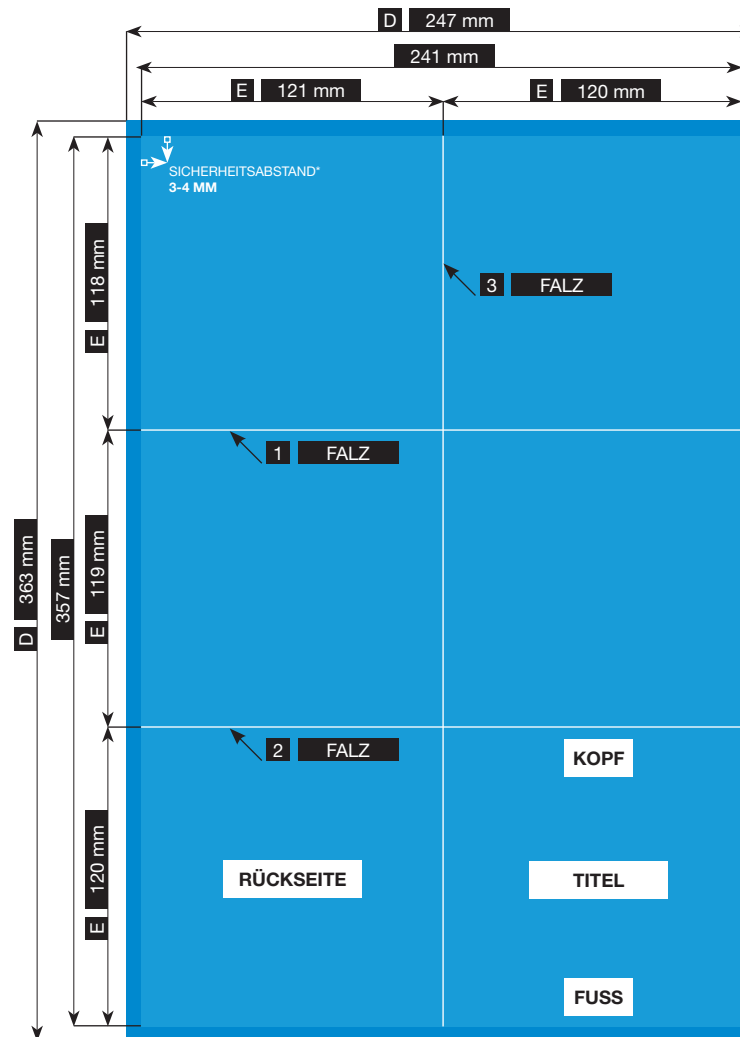 D 247 mm
241 mm
E 121 mm
E 120 mm
SICHERHEITSABSTAND*
3-4 MM
E 118 mm
3 FALZ
1 FALZ
D 363 mm
357 mm
E 119 mm
2 FALZ
KOPF
E 120 mm
RÜCKSEITE
TITEL
FUSS